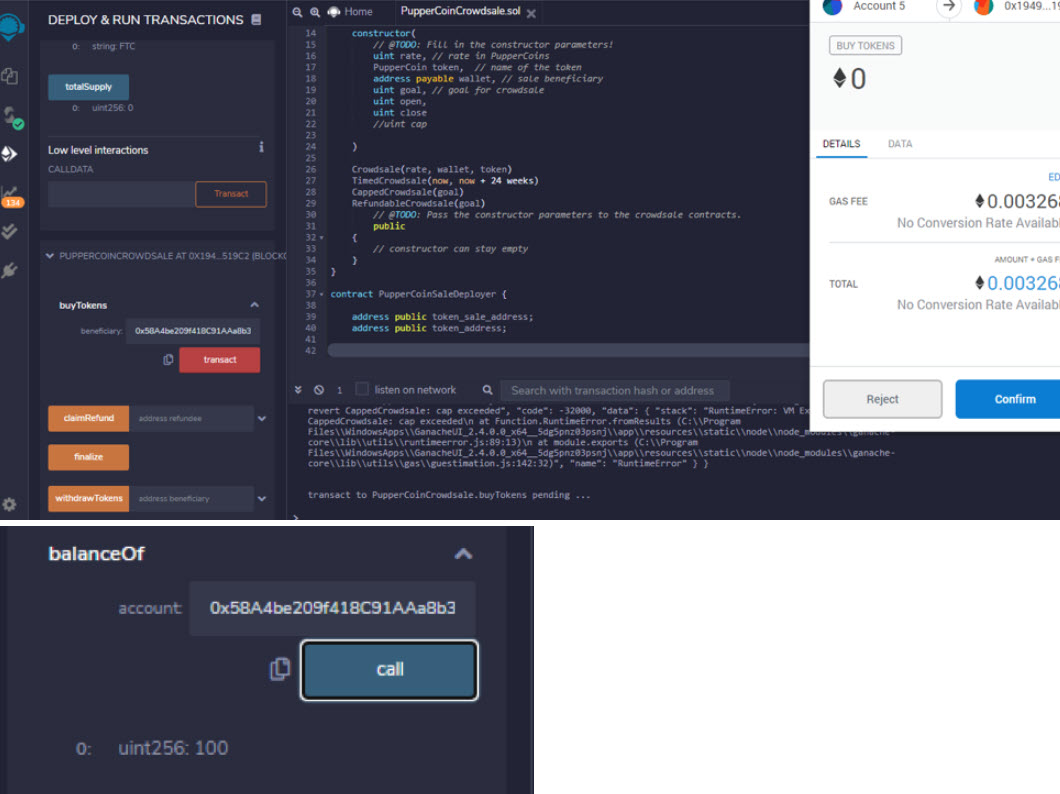 DEPLOY & RUN TRANSACTIONS
0: string: FTC
totalSupply
0: uint256: 0
Low level interactions
i
CALLDATA
Transact
134
PUPPERCOINCROWDSALE AT 0X194...519C2 (BLOCKC
buyTokens
beneficiary: 0x58A4be209f418C91AAa8b3
transact
claimRefund address refundee
finalize
withdrawTokens address beneficiary
Home PupperCoinCrowdsale.sol
14 constructor(
15 // @TODO: Fill in the constructor parameters!
16 uint rate, // rate in PupperCoins
17 PupperCoin token, // name of the token
18 address payable wallet, // sale beneficiary
19 uint goal, // goal for crowdsale
20 uint open,
21 uint close
22 //uint cap
23
24 )
25
26 Crowdsale(rate, wallet, token)
27 TimedCrowdsale(now, now + 24 weeks)
28 CappedCrowdsale(goal)
29 RefundableCrowdsale(goal)
30 // @TODO: Pass the constructor parameters to the crowdsale contracts.
31 public
32 {
33 // constructor can stay empty
34 }
35 }
36
37 contract PupperCoinSaleDeployer {
38
39 address public token_sale_address;
40 address public token_address;
41
42
1 listen on network Search with transaction hash or address
revert CappedCrowdsale: cap exceeded", "code": -32000, "data": { "stack": "RuntimeError: VM Ex
CappedCrowdsale: cap exceeded\n at Function.RuntimeError.fromResults (C:\\Program
Files\\WindowsApps\\GanacheUI_2.4.0.0_x64__5dg5pnz03psnj\\app\\resources\\static\\node\\node_modules\\ganache-
core\\lib\\utils\\runtimeerror.js:89:13)\n at module.exports (C:\\Program
Files\\WindowsApps\\GanacheUI_2.4.0.0_x64__5dg5pnz03psnj\\app\\resources\\static\\node\\node_modules\\ganache-
core\\lib\\utils\\gas\\guestimation.js:142:32)", "name": "RuntimeError" } }
transact to PupperCoinCrowdsale.buyTokens pending ...
>
Account 5 0x1949...19
BUY TOKENS
0
DETAILS DATA
ED
GAS FEE 0.003268
No Conversion Rate Availab
AMOUNT + GAS F
TOTAL 0.003268
No Conversion Rate Availab
Reject Confirm
balanceOf
account: 0x58A4be209f418C91AAa8b3
call
0: uint256: 100